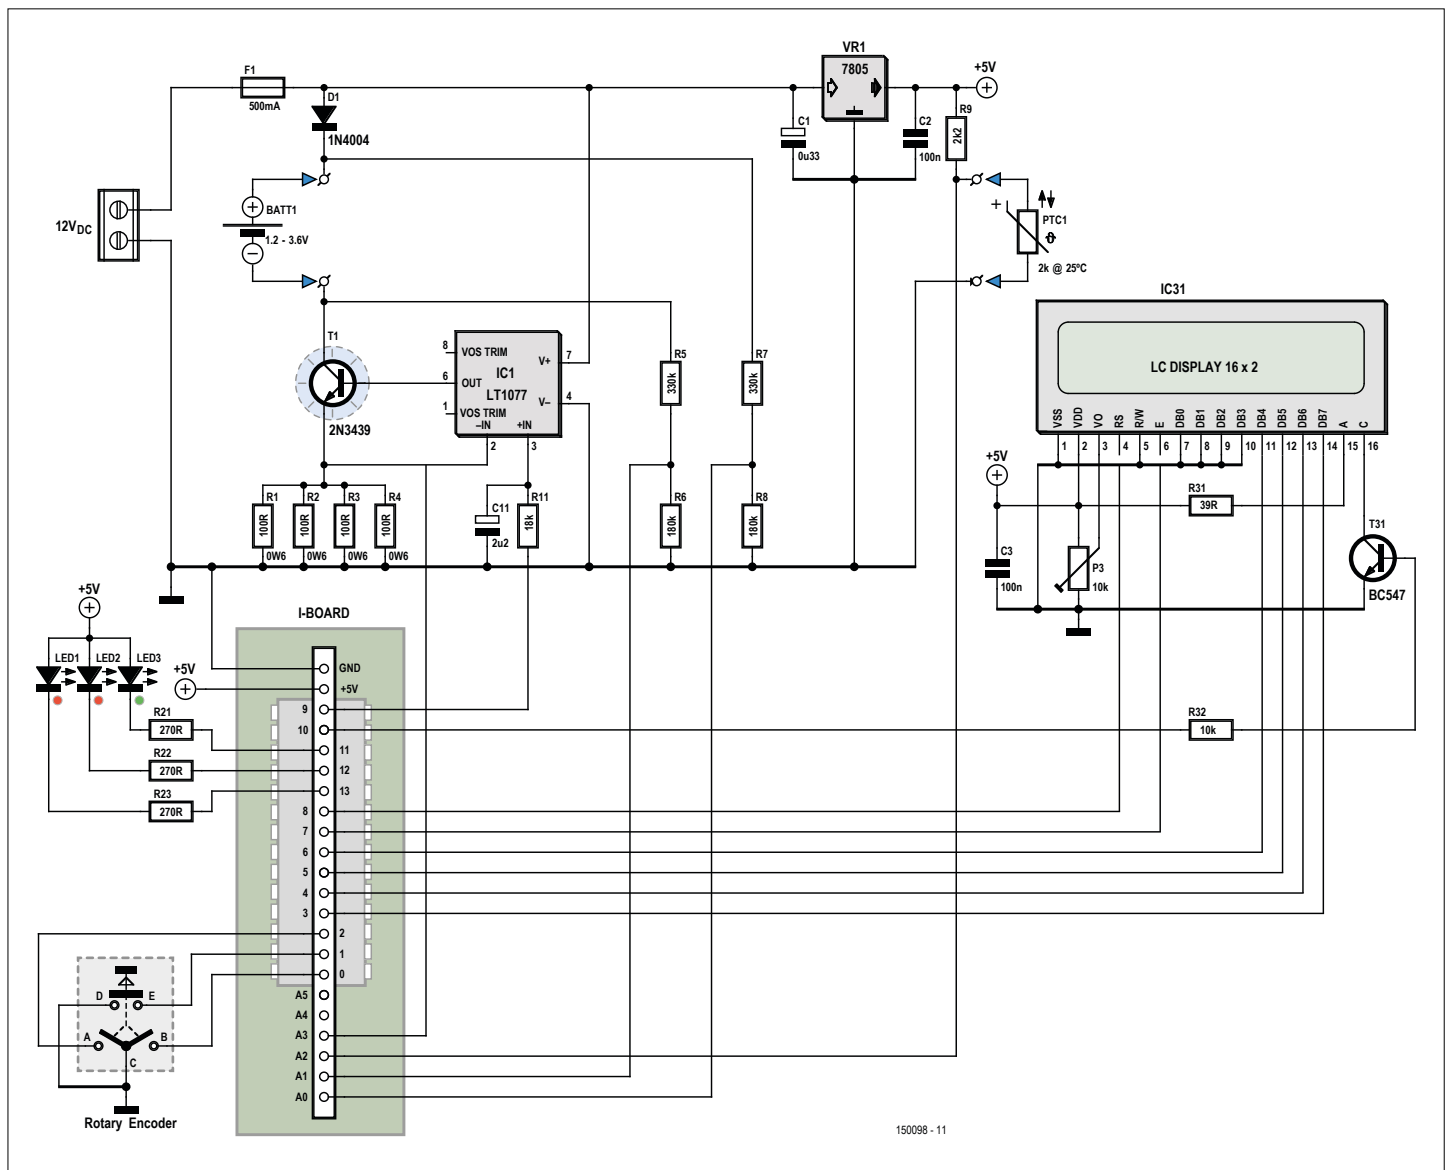 VR1
7805
+5V
F1
500mA
D1
1N4004
C1
0u33
C2
100n
R9
2k2
12VDC
+
BATT1
1.2 - 3.6V
−
+
PTC1
ϑ
2k @ 25ºC
IC31
LC DISPLAY 16 x 2
VSS
VDD
VO
RS
R/W
E
DB0
DB1
DB2
DB3
DB4
DB5
DB6
DB7
A
C
1
2
3
4
5
6
7
8
9
10
11
12
13
14
15
16
T1
2N3439
8
VOS TRIM
V+
7
IC1
6
OUT
LT1077
V–
4
1
VOS TRIM
–IN
+IN
2
3
R5
330k
R7
330k
R1
100R
0W6
R2
100R
0W6
R3
100R
0W6
R4
100R
0W6
C11
2u2
R11
18k
R6
180k
R8
180k
+5V
R31
39R
C3
100n
P3
10k
T31
BC547
+5V
LED1
LED2
LED3
+5V
R21
270R
R22
270R
R23
270R
I-BOARD
GND
+5V
9
10
11
12
13
8
7
6
5
4
3
2
1
0
A5
A4
A3
A2
A1
A0
R32
10k
D
E
A
B
C
Rotary Encoder
150098 - 11